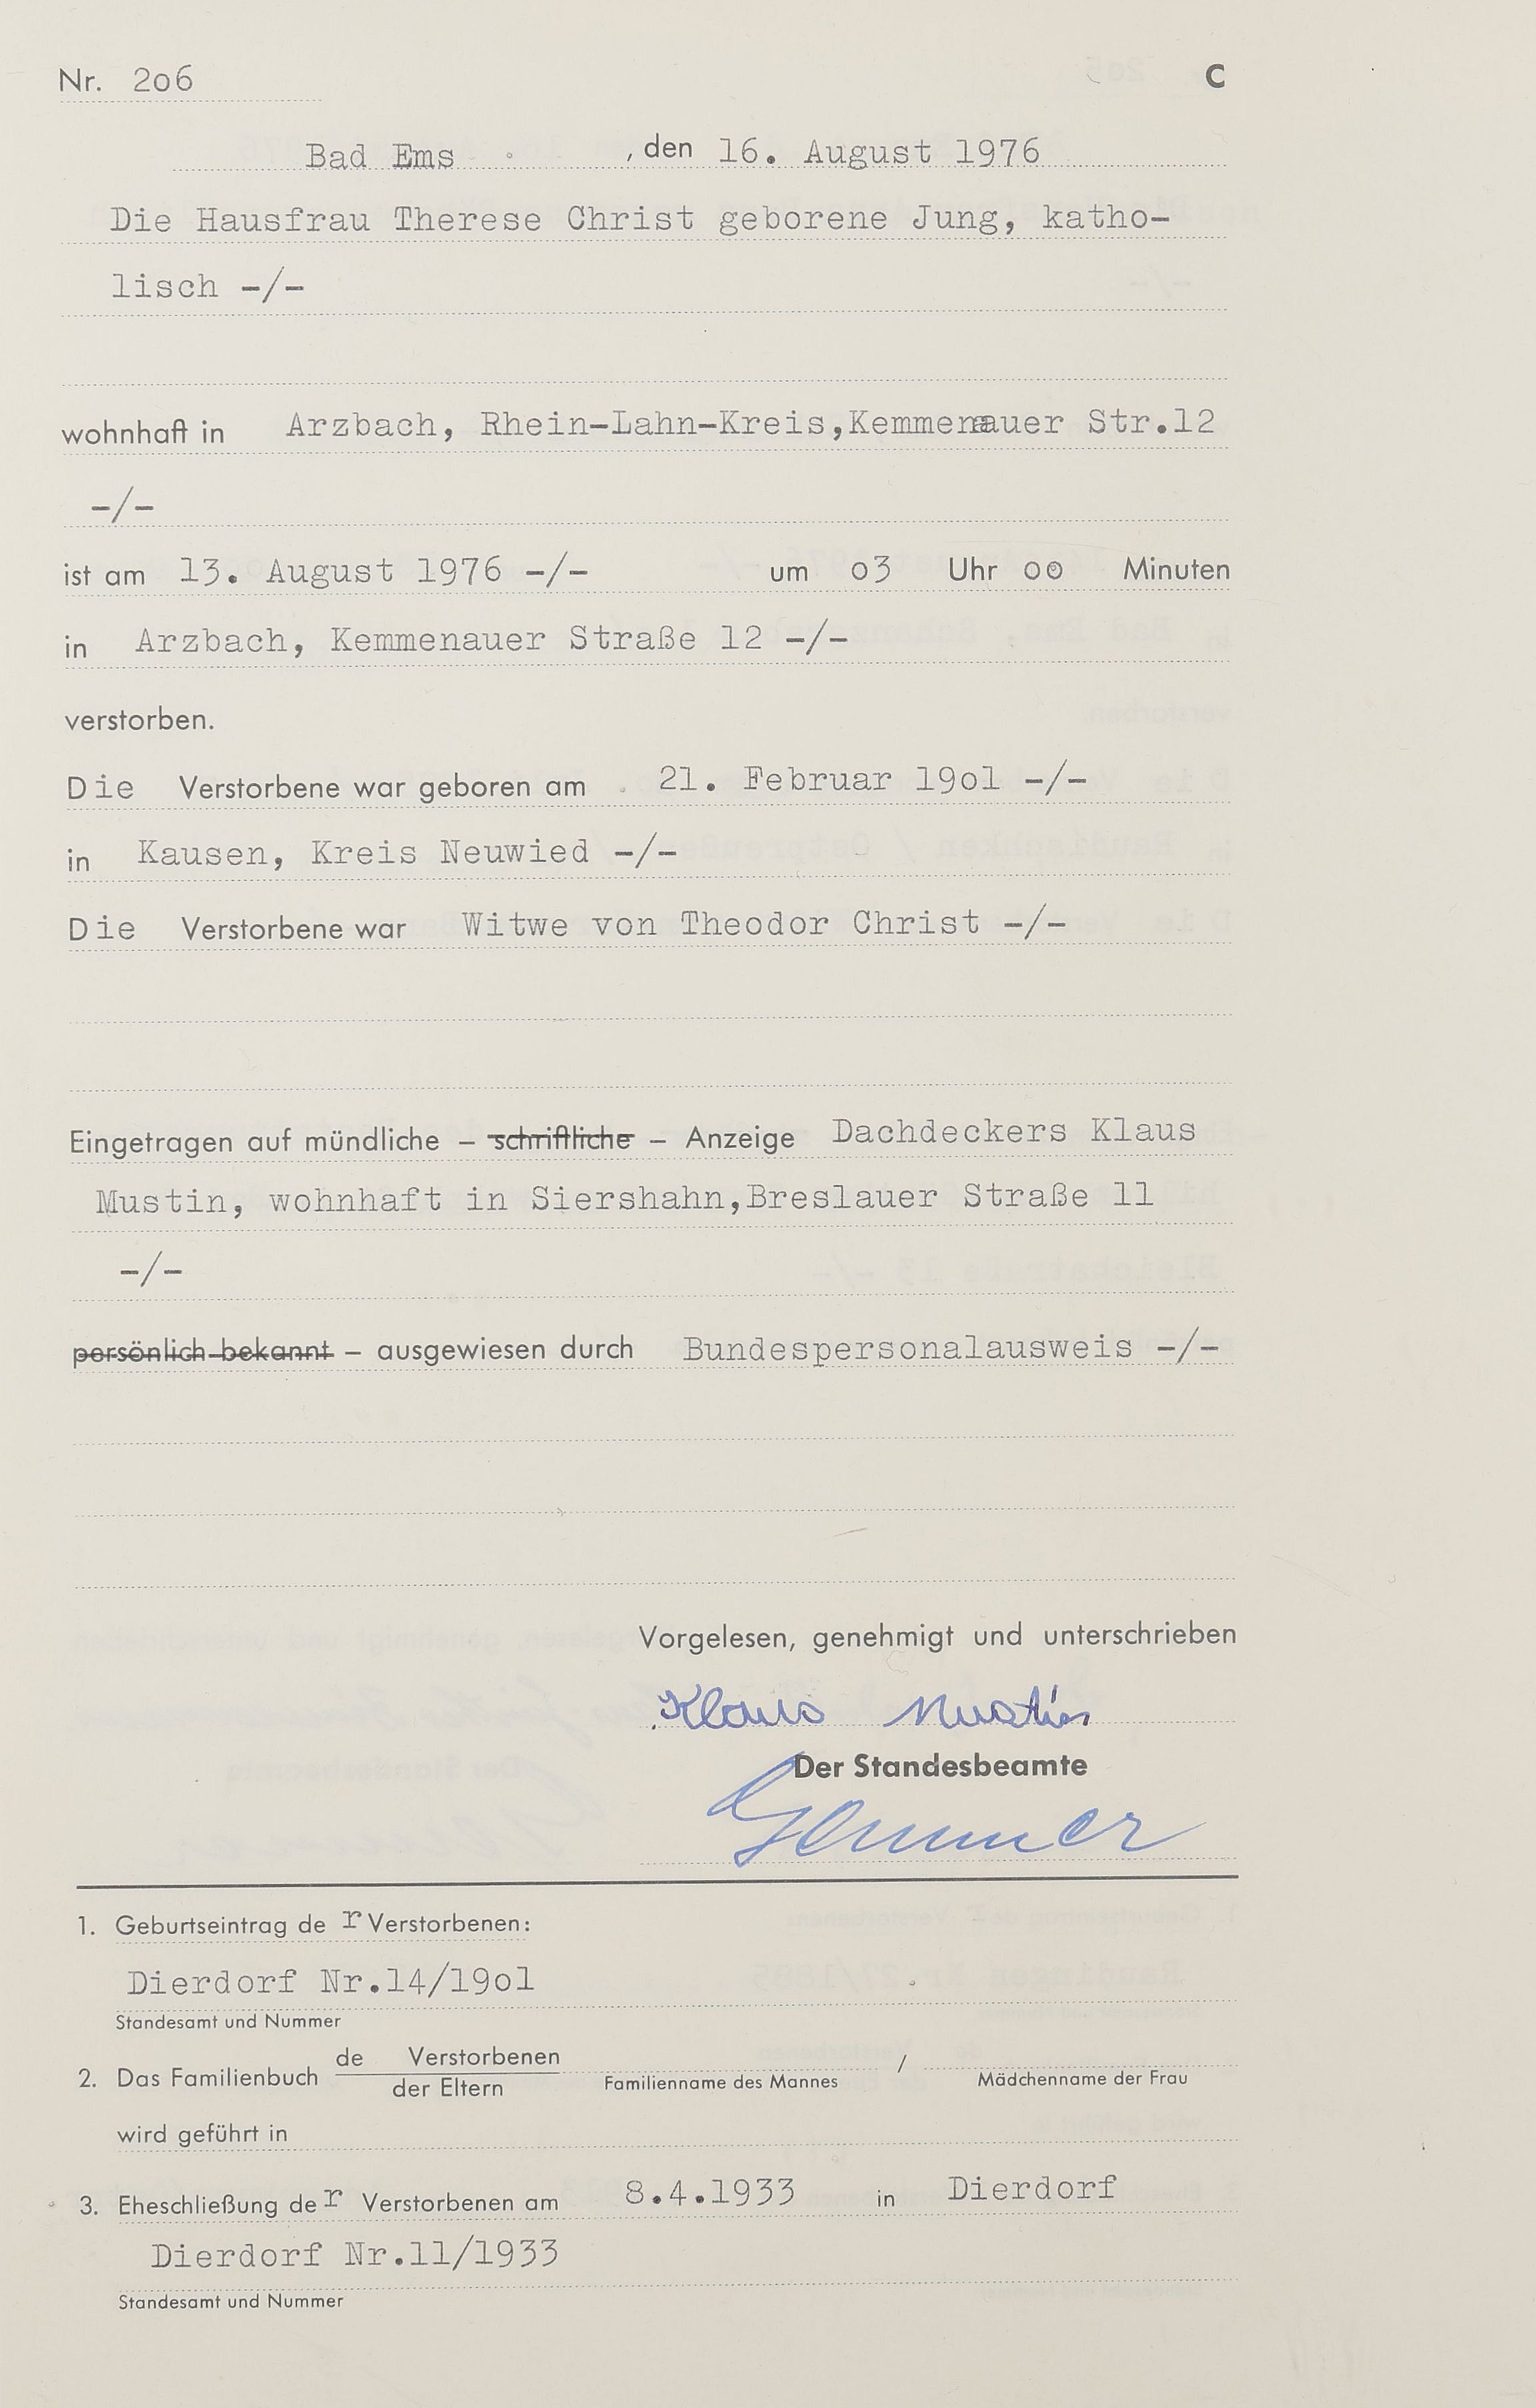 Nr. 2o6 C
Bad Ems , den 16. August 1976
Die Hausfrau Therese Christ geborene Jung, katho-
lisch -/-
wohnhaft in Arzbach, Rhein-Lahn-Kreis,Kemmenauer Str.12
-/-
ist am 13. August 1976 -/- um o3 Uhr oo Minuten
in Arzbach, Kemmenauer Straße 12 -/-
verstorben.
Die Verstorbene war geboren am 21. Februar 19o1 -/-
in Kausen, Kreis Neuwied -/-
Die Verstorbene war Witwe von Theodor Christ -/-
Eingetragen auf mündliche – schriftliche – Anzeige Dachdeckers Klaus
Mustin, wohnhaft in Siershahn,Breslauer Straße 11
-/-
persönlich bekannt – ausgewiesen durch Bundespersonalausweis -/-
Vorgelesen, genehmigt und unterschrieben
Klaus Mustin
Der Standesbeamte
1. Geburtseintrag der Verstorbenen:
Dierdorf Nr.14/19o1
Standesamt und Nummer
2. Das Familienbuch de Verstorbenen /
der Eltern Familienname des Mannes Mädchenname der Frau
wird geführt in
3. Eheschließung der Verstorbenen am 8.4.1933 in Dierdorf
Dierdorf Nr.11/1933
Standesamt und Nummer